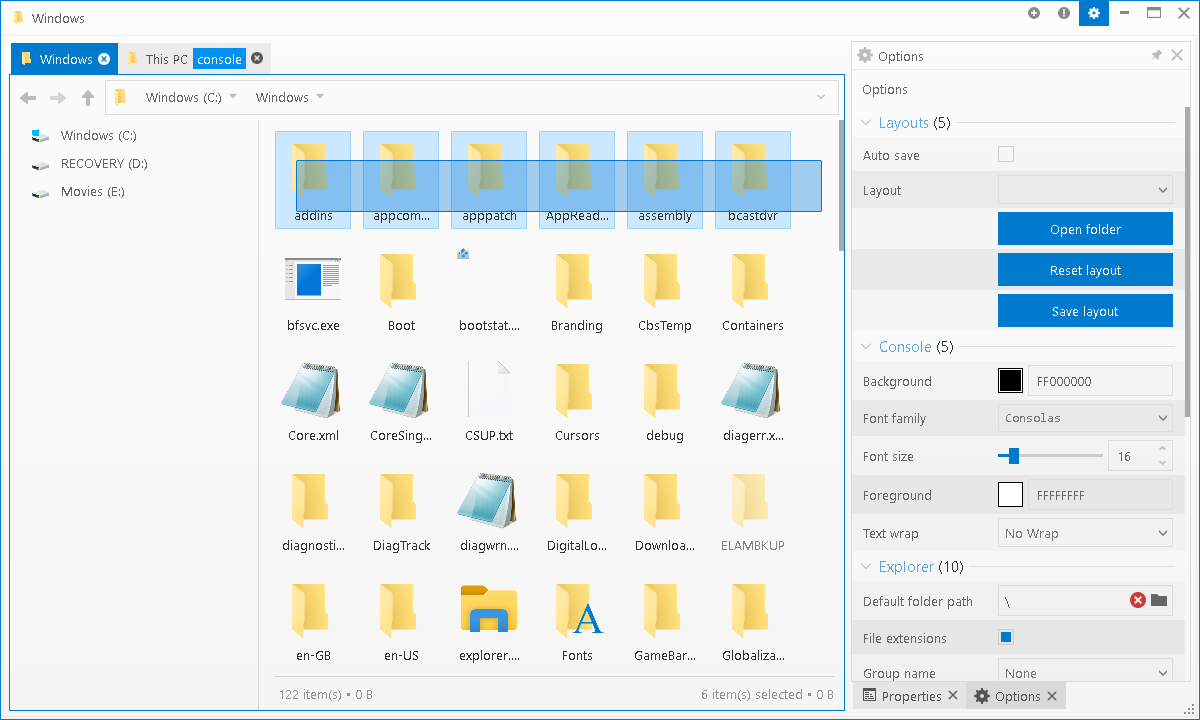 Windows
Windows
This PC console
Windows (C:)
Windows
Windows (C:)
RECOVERY (D:)
Movies (E:)
addins appcom... apppatch AppRead... assembly bcastdvr
bfsvc.exe Boot bootstat.... Branding CbsTemp Containers
Core.xml CoreSing... CSUP.txt Cursors debug diagerr.x...
diagnosti... DiagTrack diagwrn.... DigitalLo... Downloa... ELAMBKUP
en-GB en-US explorer.... Fonts GameBar... Globaliza...
122 item(s) • 0 B
6 item(s) selected • 0 B
Options
Options
Layouts (5)
Auto save
Layout
Open folder
Reset layout
Save layout
Console (5)
Background FF000000
Font family Consolas
Font size 16
Foreground FFFFFFFF
Text wrap No Wrap
Explorer (10)
Default folder path \
File extensions
Group name None
Properties
Options